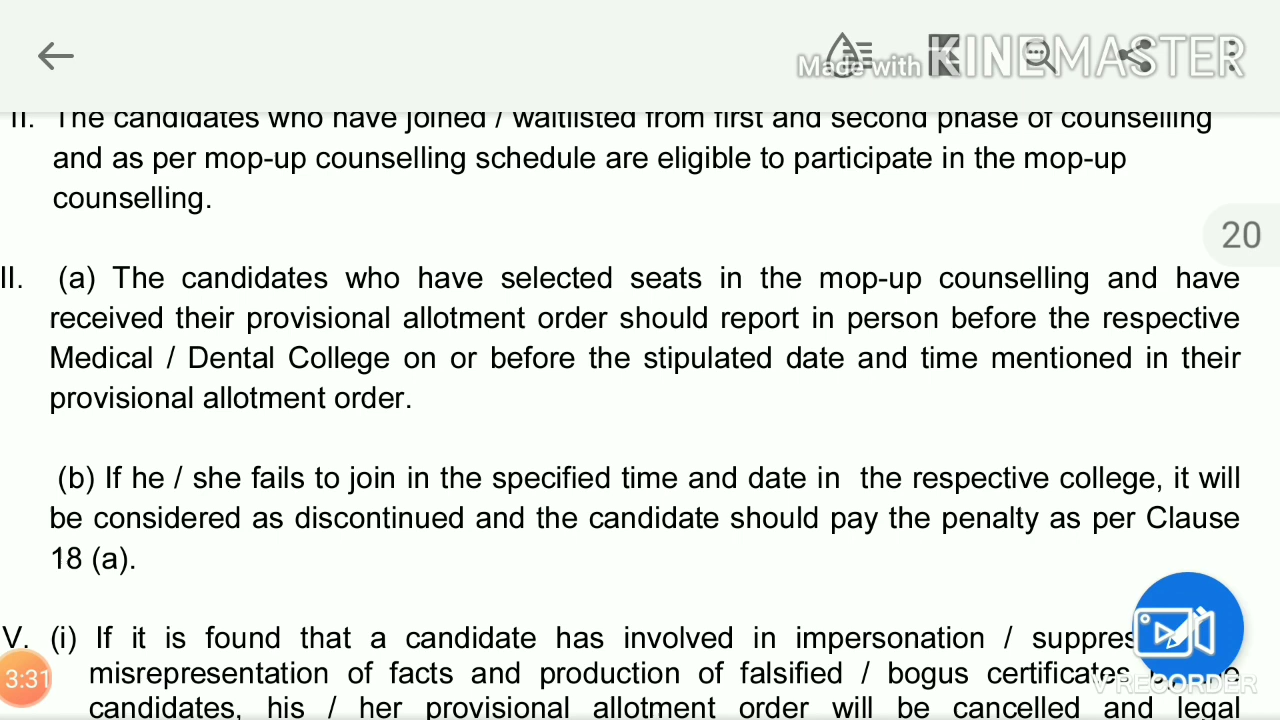 Made with KINEMASTER
II. The candidates who have joined / waitlisted from first and second phase of counselling
and as per mop-up counselling schedule are eligible to participate in the mop-up
counselling.
20
II. (a) The candidates who have selected seats in the mop-up counselling and have
received their provisional allotment order should report in person before the respective
Medical / Dental College on or before the stipulated date and time mentioned in their
provisional allotment order.
(b) If he / she fails to join in the specified time and date in the respective college, it will
be considered as discontinued and the candidate should pay the penalty as per Clause
18 (a).
V. (i) If it is found that a candidate has involved in impersonation / suppres
misrepresentation of facts and production of falsified / bogus certificates
3:31
V RECORDER
candidates, his / her provisional allotment order will be cancelled and legal